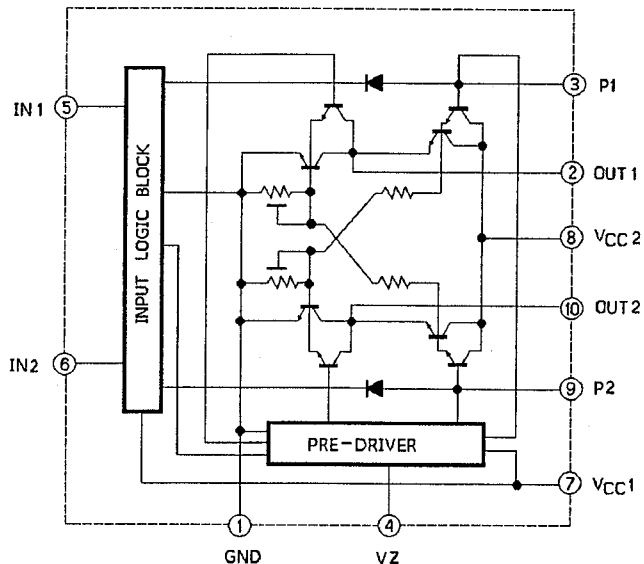 3 P1
IN1 5
2 OUT1
INPUT LOGIC BLOCK
8 VCC2
10 OUT2
IN2 6
9 P2
PRE-DRIVER
7 VCC1
1 4
GND VZ